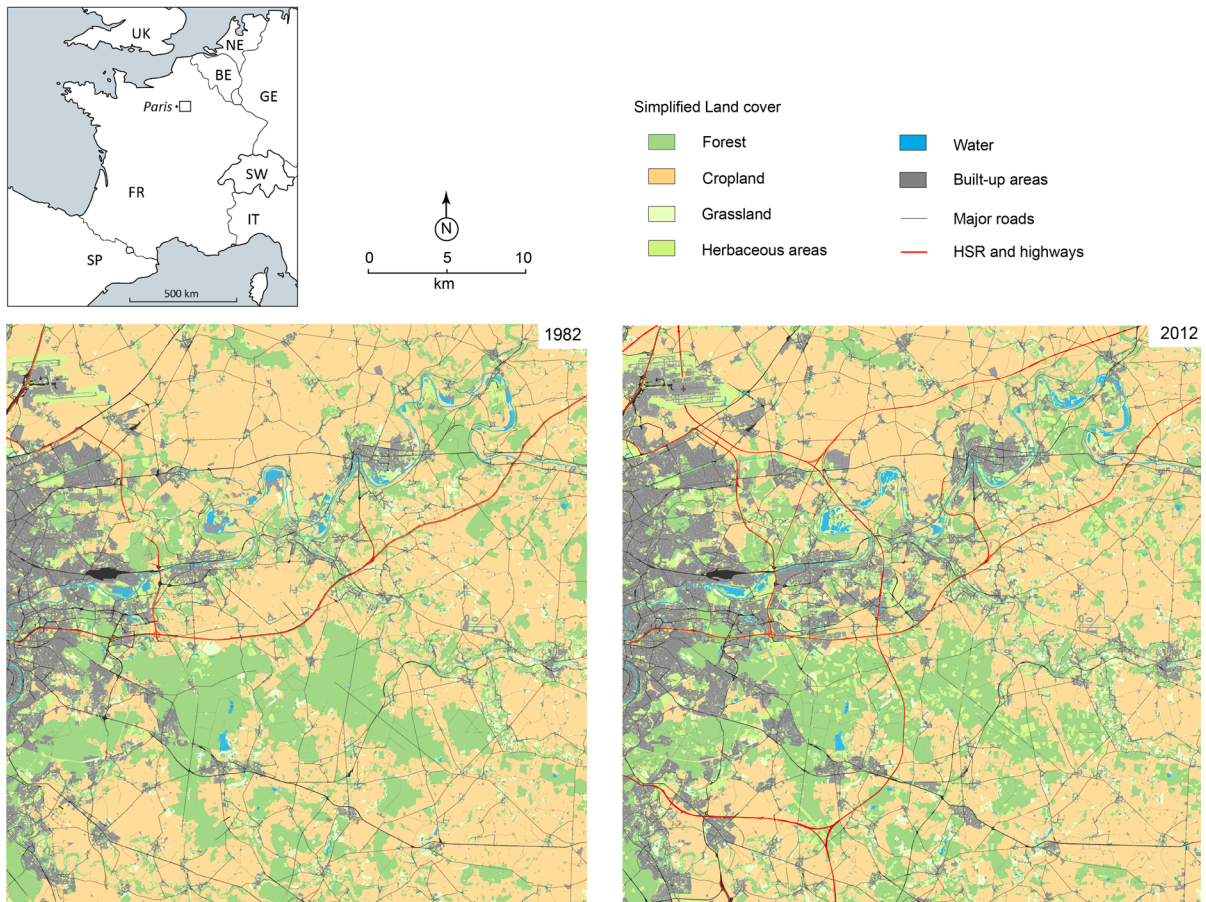 UK
NE
BE
GE
Paris
SW
FR
IT
SP
500 km
N
0 5 10
km
Simplified Land cover
Forest
Cropland
Grassland
Herbaceous areas
Water
Built-up areas
Major roads
HSR and highways
1982
2012